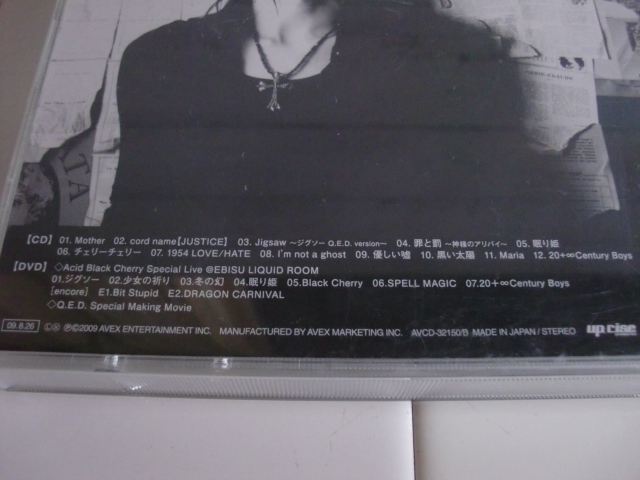 【CD】 01. Mother 02. cord name【JUSTICE】 03. Jigsaw ～ジグソー Q.E.D. version～ 04. 罪と罰 ～神様のアリバイ～ 05. 眠り姫
06. チェリーチェリー 07. 1954 LOVE/HATE 08. I'm not a ghost 09. 優しい嘘 10. 黒い太陽 11. Maria 12. 20+∞Century Boys
【DVD】 ◇Acid Black Cherry Special Live @EBISU LIQUID ROOM
01.ジグソー 02.少女の祈り 03.冬の幻 04.眠り姫 05.Black Cherry 06.SPELL MAGIC 07.20＋∞Century Boys
【encore】 E1.Bit Stupid E2.DRAGON CARNIVAL
◇Q.E.D. Special Making Movie
09.8.26 ℗©2009 AVEX ENTERTAINMENT INC. MANUFACTURED BY AVEX MARKETING INC. AVCD-32150/B MADE IN JAPAN / STEREO up rise